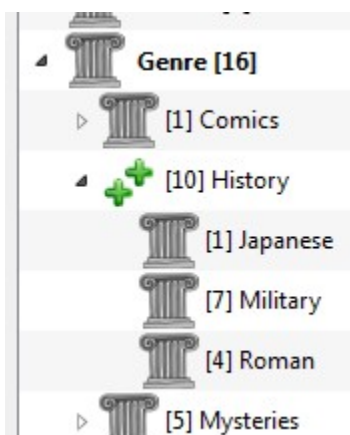 Genre [16]
[1] Comics
[10] History
[1] Japanese
[7] Military
[4] Roman
[5] Mysteries